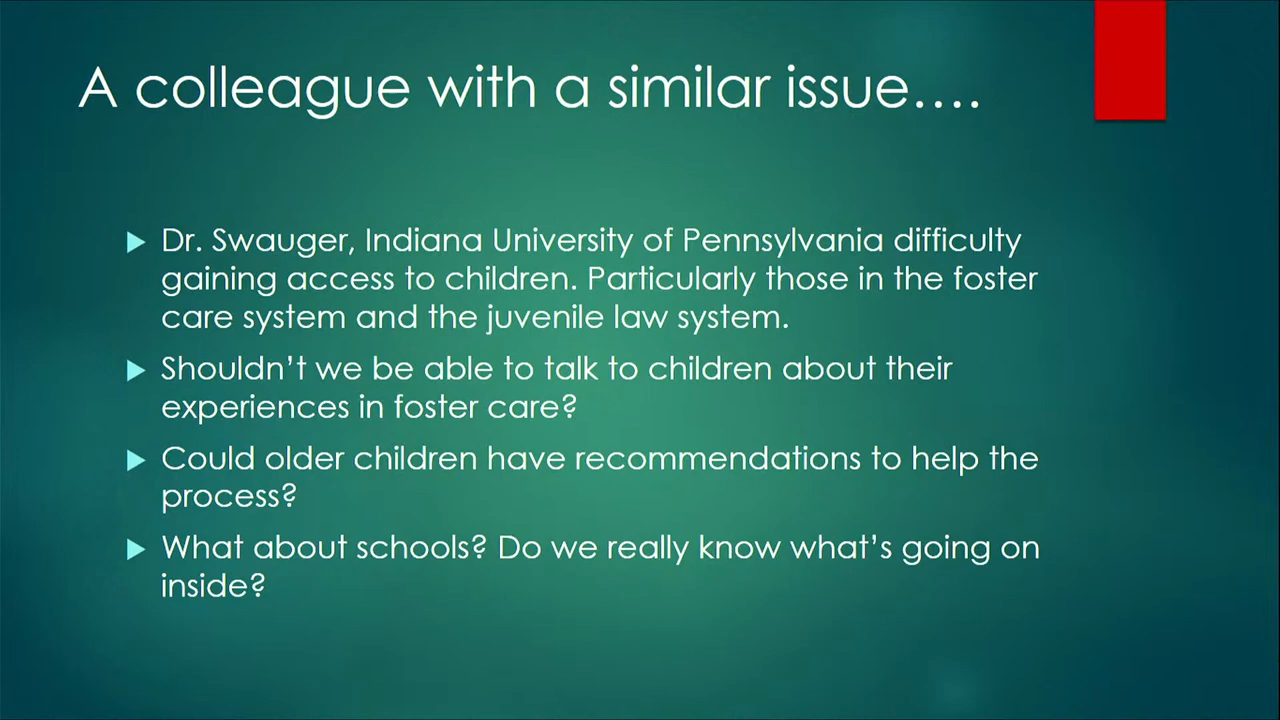 A colleague with a similar issue….
Dr. Swauger, Indiana University of Pennsylvania difficulty
gaining access to children. Particularly those in the foster
care system and the juvenile law system.
Shouldn’t we be able to talk to children about their
experiences in foster care?
Could older children have recommendations to help the
process?
What about schools? Do we really know what’s going on
inside?